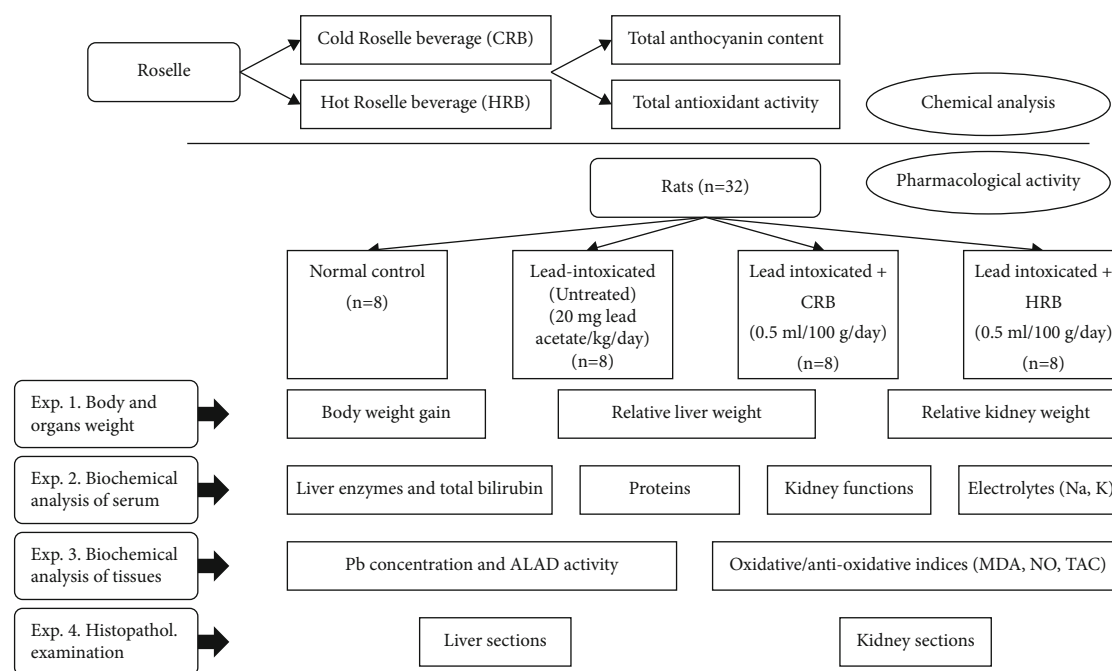 Roselle
Cold Roselle beverage (CRB)
Hot Roselle beverage (HRB)
Total anthocyanin content
Total antioxidant activity
Chemical analysis
Pharmacological activity
Rats (n=32)
Normal control
(n=8)
Lead-intoxicated
(Untreated)
(20 mg lead
acetate/kg/day)
(n=8)
Lead intoxicated +
CRB
(0.5 ml/100 g/day)
(n=8)
Lead intoxicated +
HRB
(0.5 ml/100 g/day)
(n=8)
Exp. 1. Body and
organs weight
Body weight gain
Relative liver weight
Relative kidney weight
Exp. 2. Biochemical
analysis of serum
Liver enzymes and total bilirubin
Proteins
Kidney functions
Electrolytes (Na, K)
Exp. 3. Biochemical
analysis of tissues
Pb concentration and ALAD activity
Oxidative/anti-oxidative indices (MDA, NO, TAC)
Exp. 4. Histopathol.
examination
Liver sections
Kidney sections